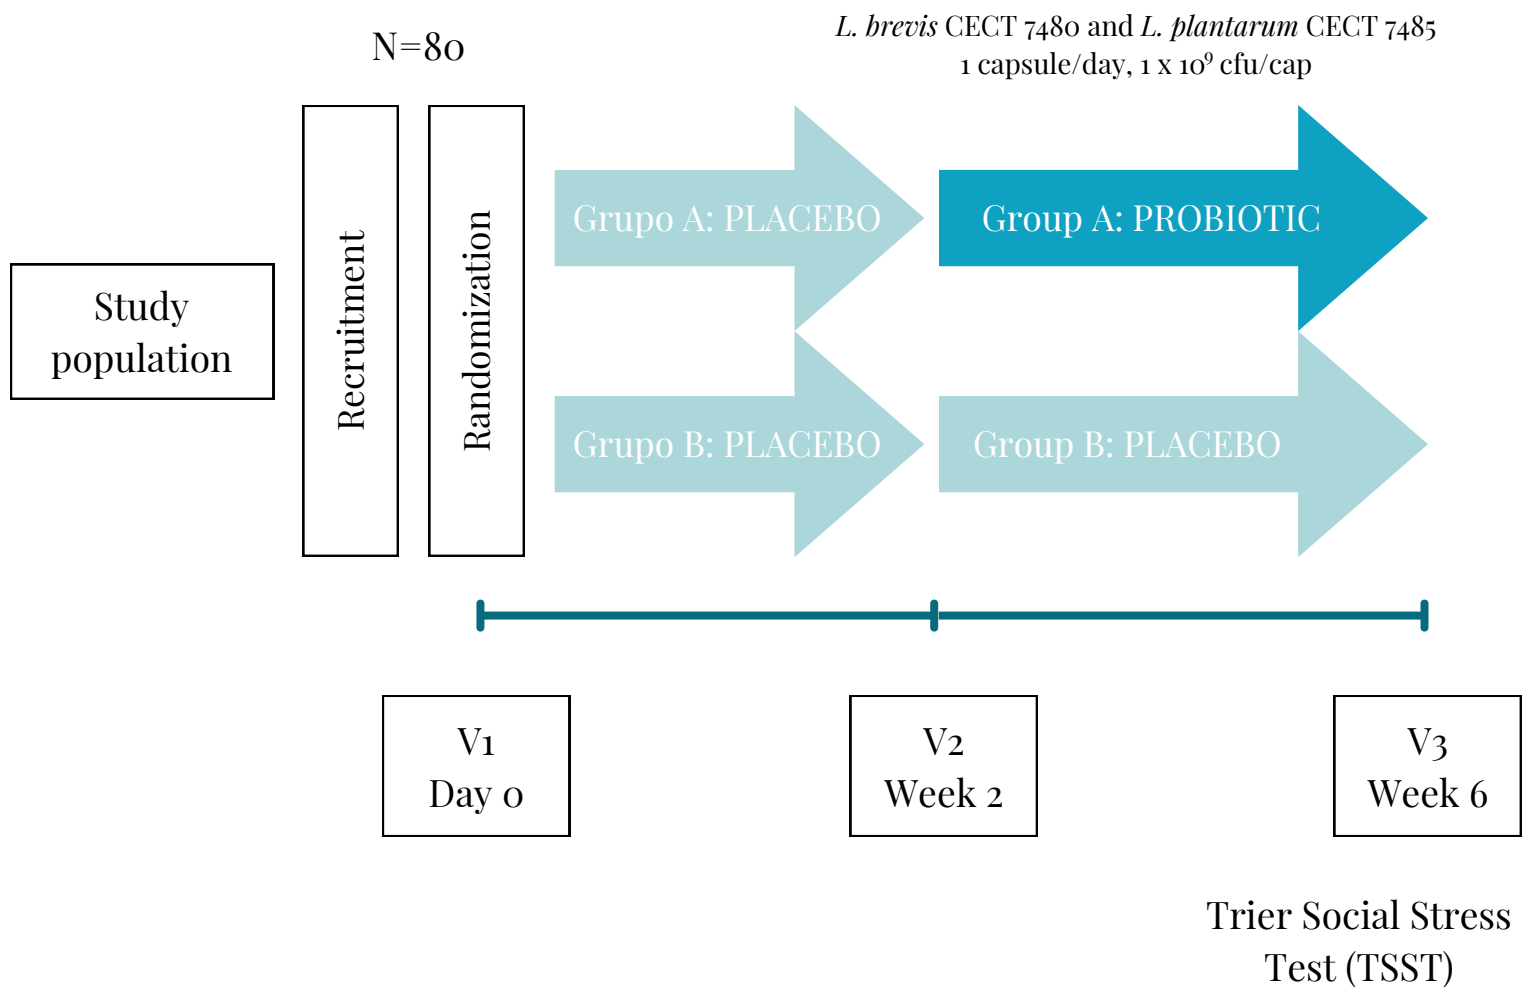 N=80
L. brevis CECT 7480 and L. plantarum CECT 7485
1 capsule/day, 1 x 10⁹ cfu/cap
Study
population
Recruitment
Randomization
Grupo A: PLACEBO
Group A: PROBIOTIC
Grupo B: PLACEBO
Group B: PLACEBO
V1
Day 0
V2
Week 2
V3
Week 6
Trier Social Stress
Test (TSST)